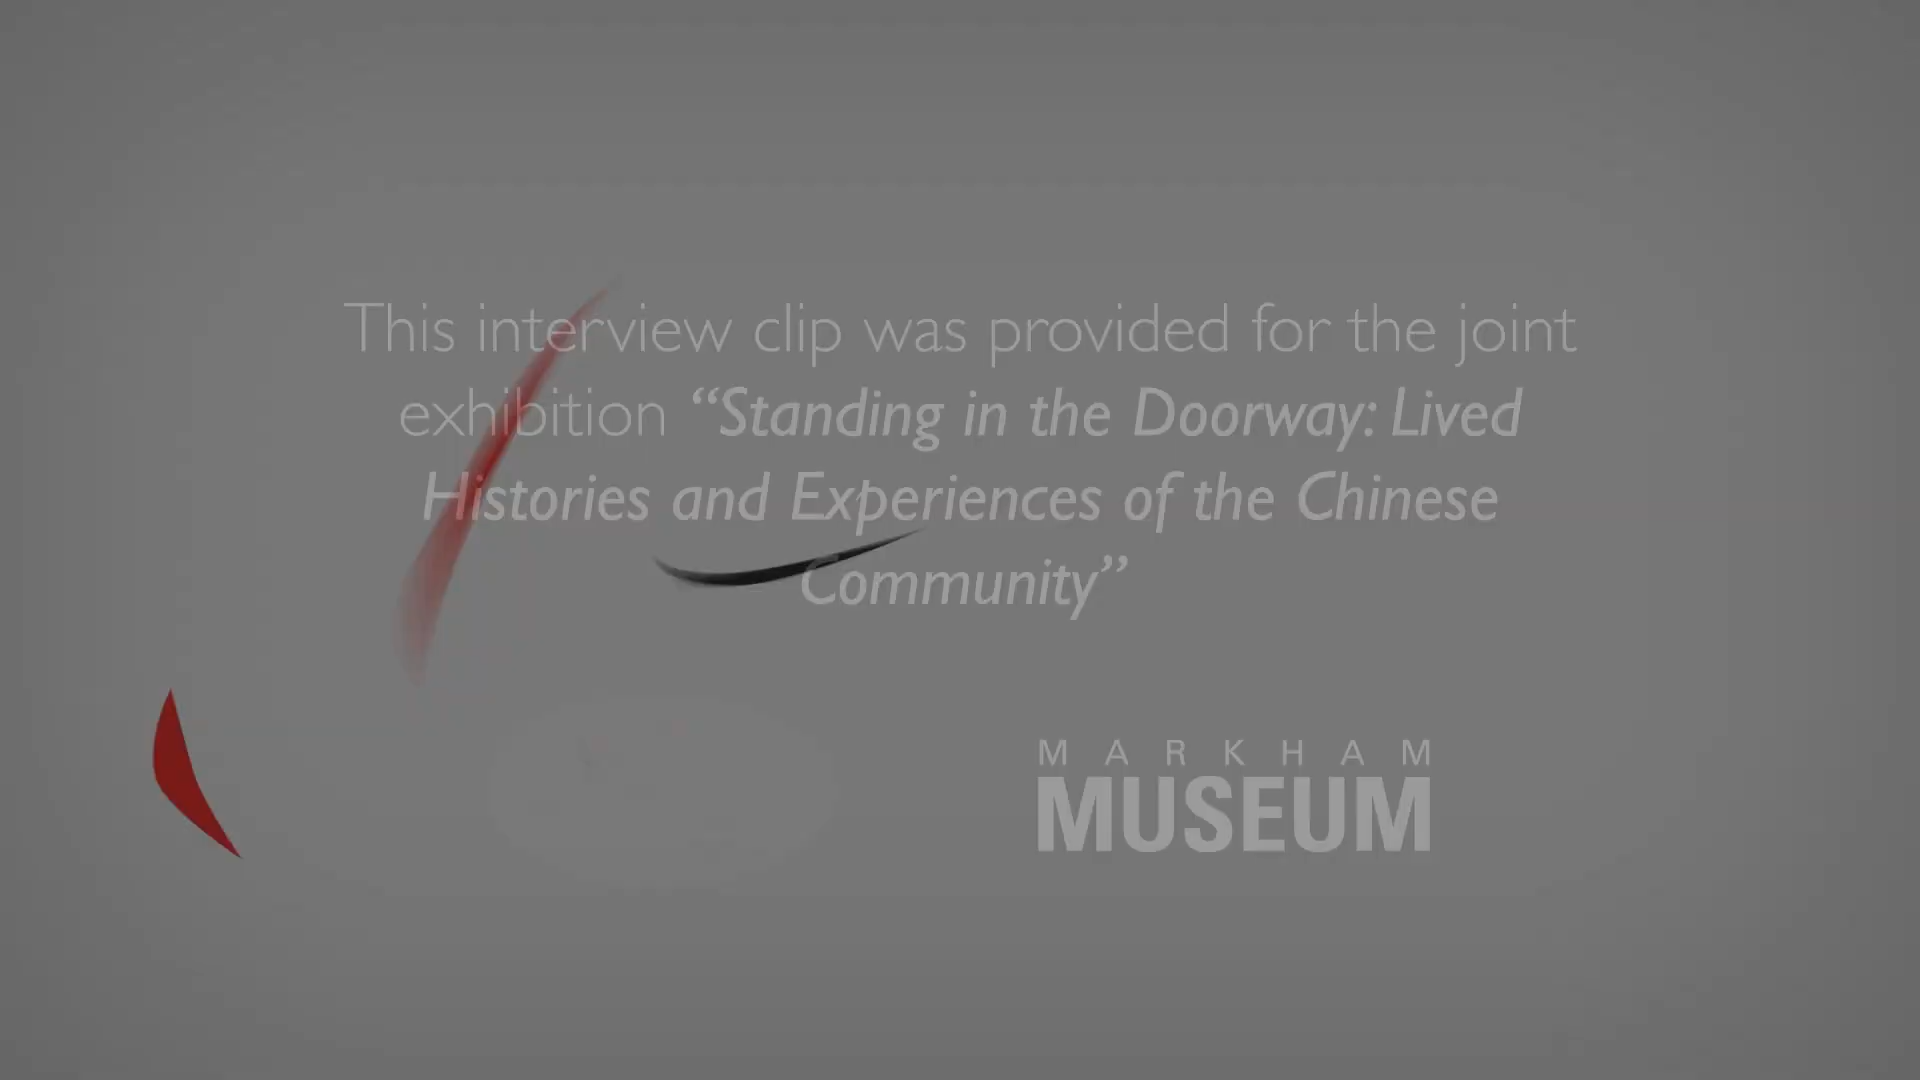 This interview clip was provided for the joint
exhibition “Standing in the Doorway: Lived
Histories and Experiences of the Chinese
Community”
MARKHAM
MUSEUM